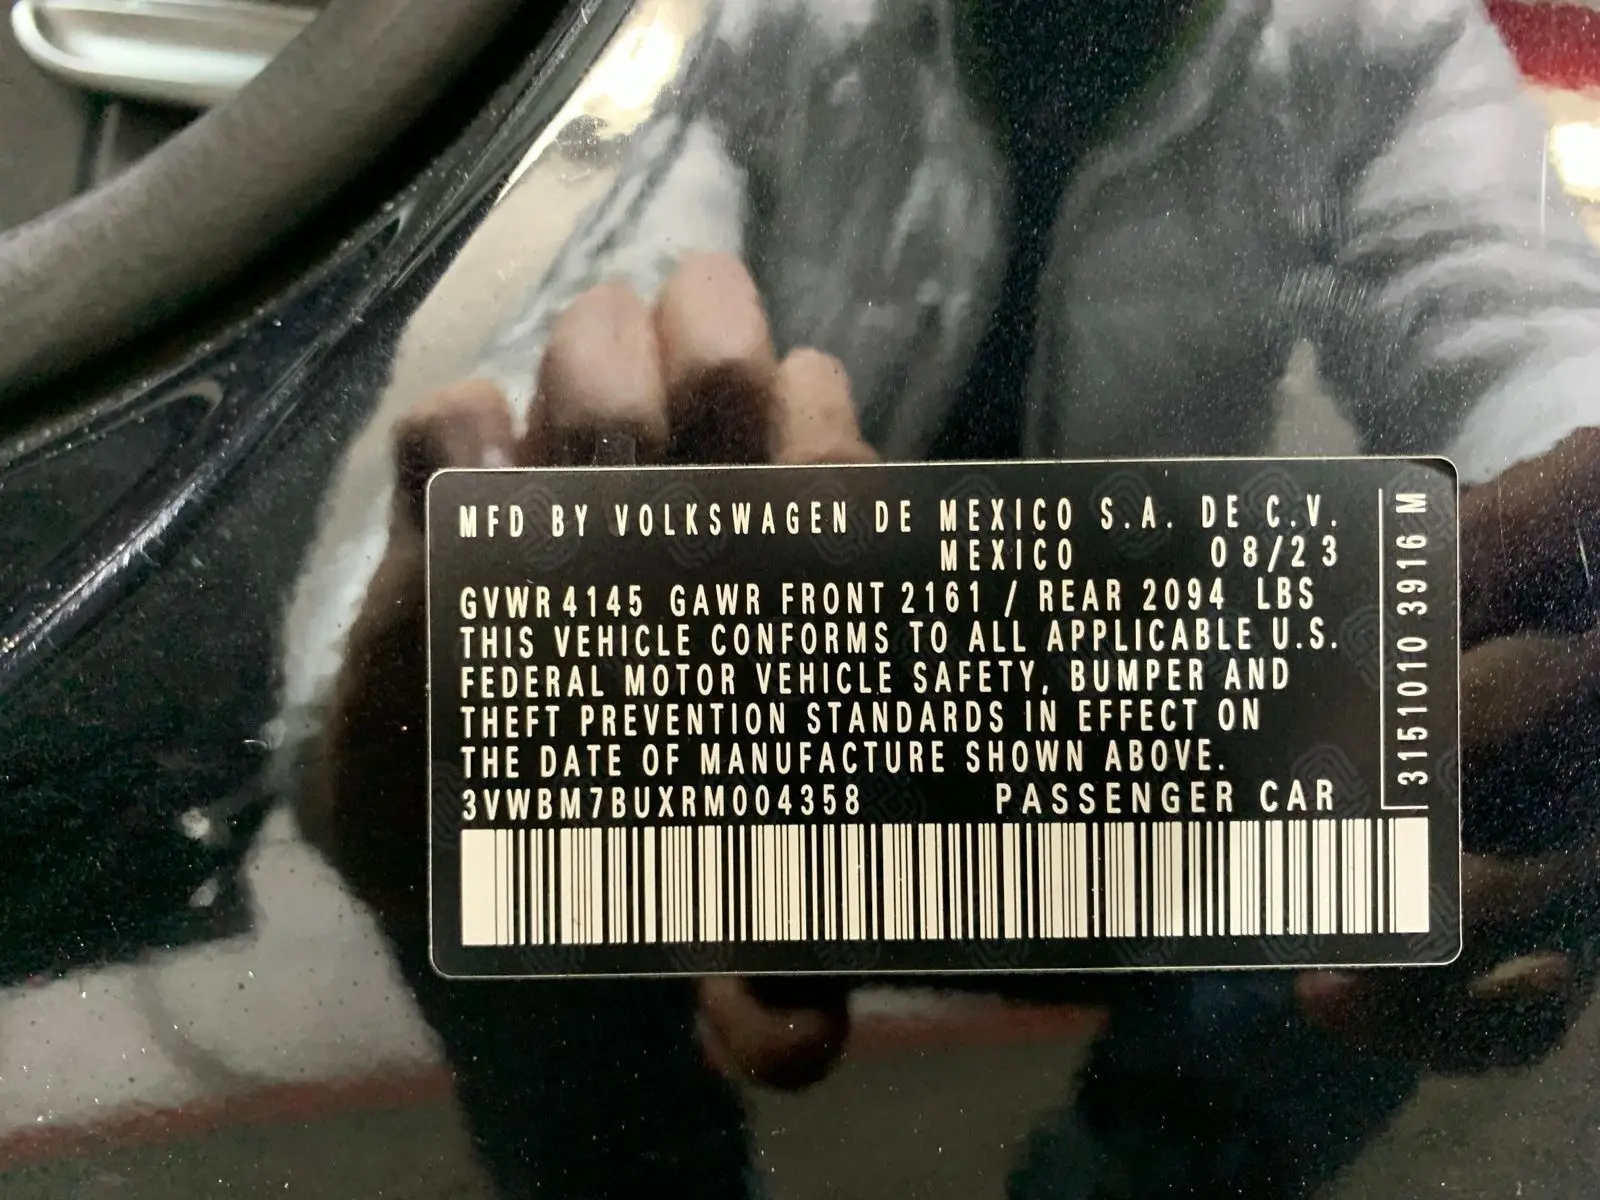 MFD BY VOLKSWAGEN DE MEXICO S.A. DE C.V.
MEXICO 08/23
GVWR 4145 GAWR FRONT 2161 / REAR 2094 LBS
THIS VEHICLE CONFORMS TO ALL APPLICABLE U.S.
FEDERAL MOTOR VEHICLE SAFETY, BUMPER AND
THEFT PREVENTION STANDARDS IN EFFECT ON
THE DATE OF MANUFACTURE SHOWN ABOVE.
3VWBM7BUXRM004358 PASSENGER CAR
3151010 3916 M